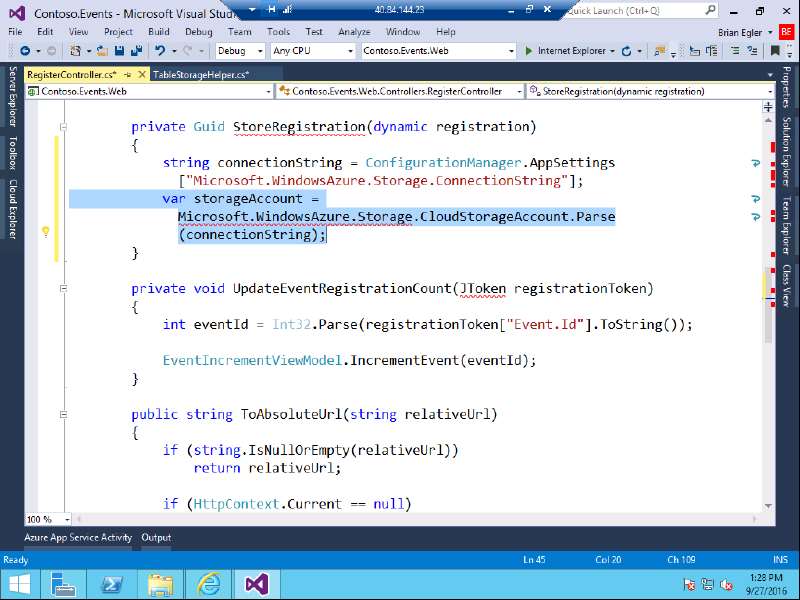 Contoso.Events - Microsoft Visual Studi
40.84.144.23
Quick Launch (Ctrl+Q)
File Edit View Project Build Debug Team Tools Test Analyze Window Help
Brian Egler
BE
Debug
Any CPU
Contoso.Events.Web
Internet Explorer
RegisterController.cs*
TableStorageHelper.cs*
Contoso.Events.Web
Contoso.Events.Web.Controllers.RegisterController
StoreRegistration(dynamic registration)
Server Explorer
Toolbox
Cloud Explorer
private Guid StoreRegistration(dynamic registration)
{
string connectionString = ConfigurationManager.AppSettings
["Microsoft.WindowsAzure.Storage.ConnectionString"];
var storageAccount =
Microsoft.WindowsAzure.Storage.CloudStorageAccount.Parse
(connectionString);
}
private void UpdateEventRegistrationCount(JToken registrationToken)
{
int eventId = Int32.Parse(registrationToken["Event.Id"].ToString());
EventIncrementViewModel.IncrementEvent(eventId);
}
public string ToAbsoluteUrl(string relativeUrl)
{
if (string.IsNullOrEmpty(relativeUrl))
return relativeUrl;
if (HttpContext.Current == null)
Properties
Solution Explorer
Team Explorer
Class View
100 %
Azure App Service Activity
Output
Ready
Ln 45
Col 20
Ch 109
INS
1:28 PM
9/27/2016